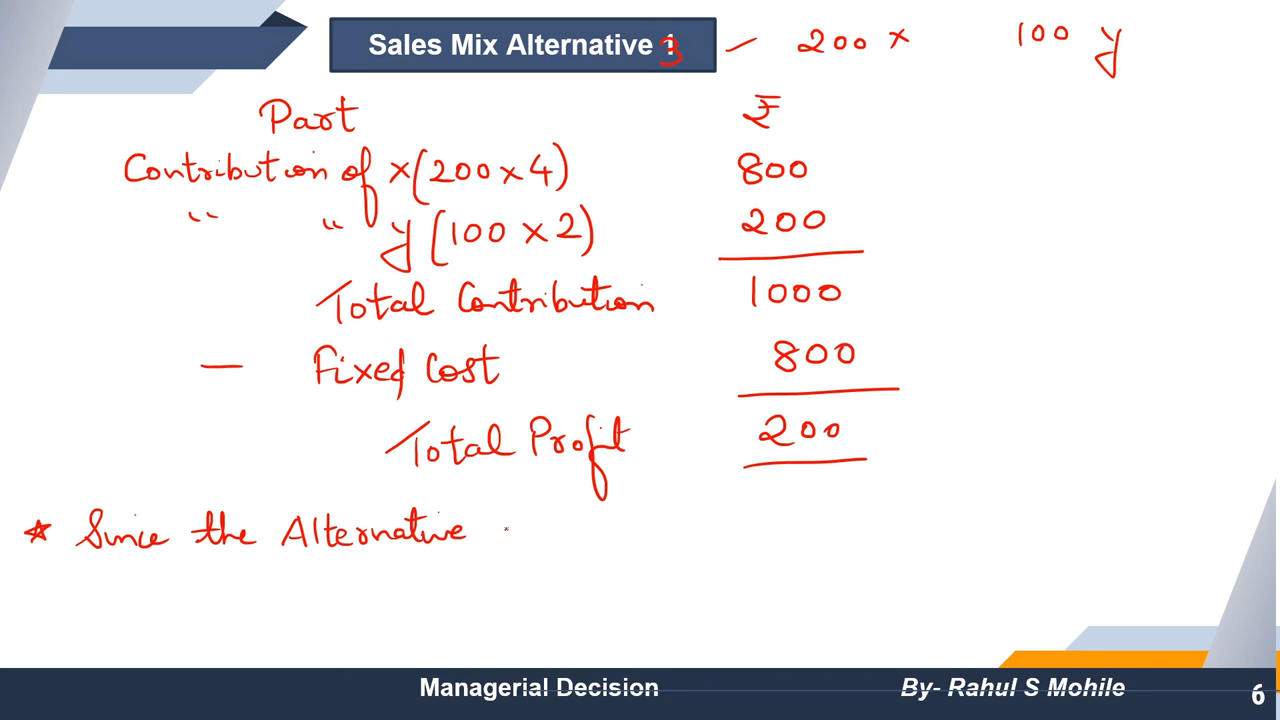 Sales Mix Alternative 3 – 200 x 100 y
Part ₹
Contribution of x (200 x 4) 800
“ “ y (100 x 2) 200
Total Contribution 1000
— Fixed Cost 800
Total Profit 200
* Since the Alternative
Managerial Decision By- Rahul S Mohile 6